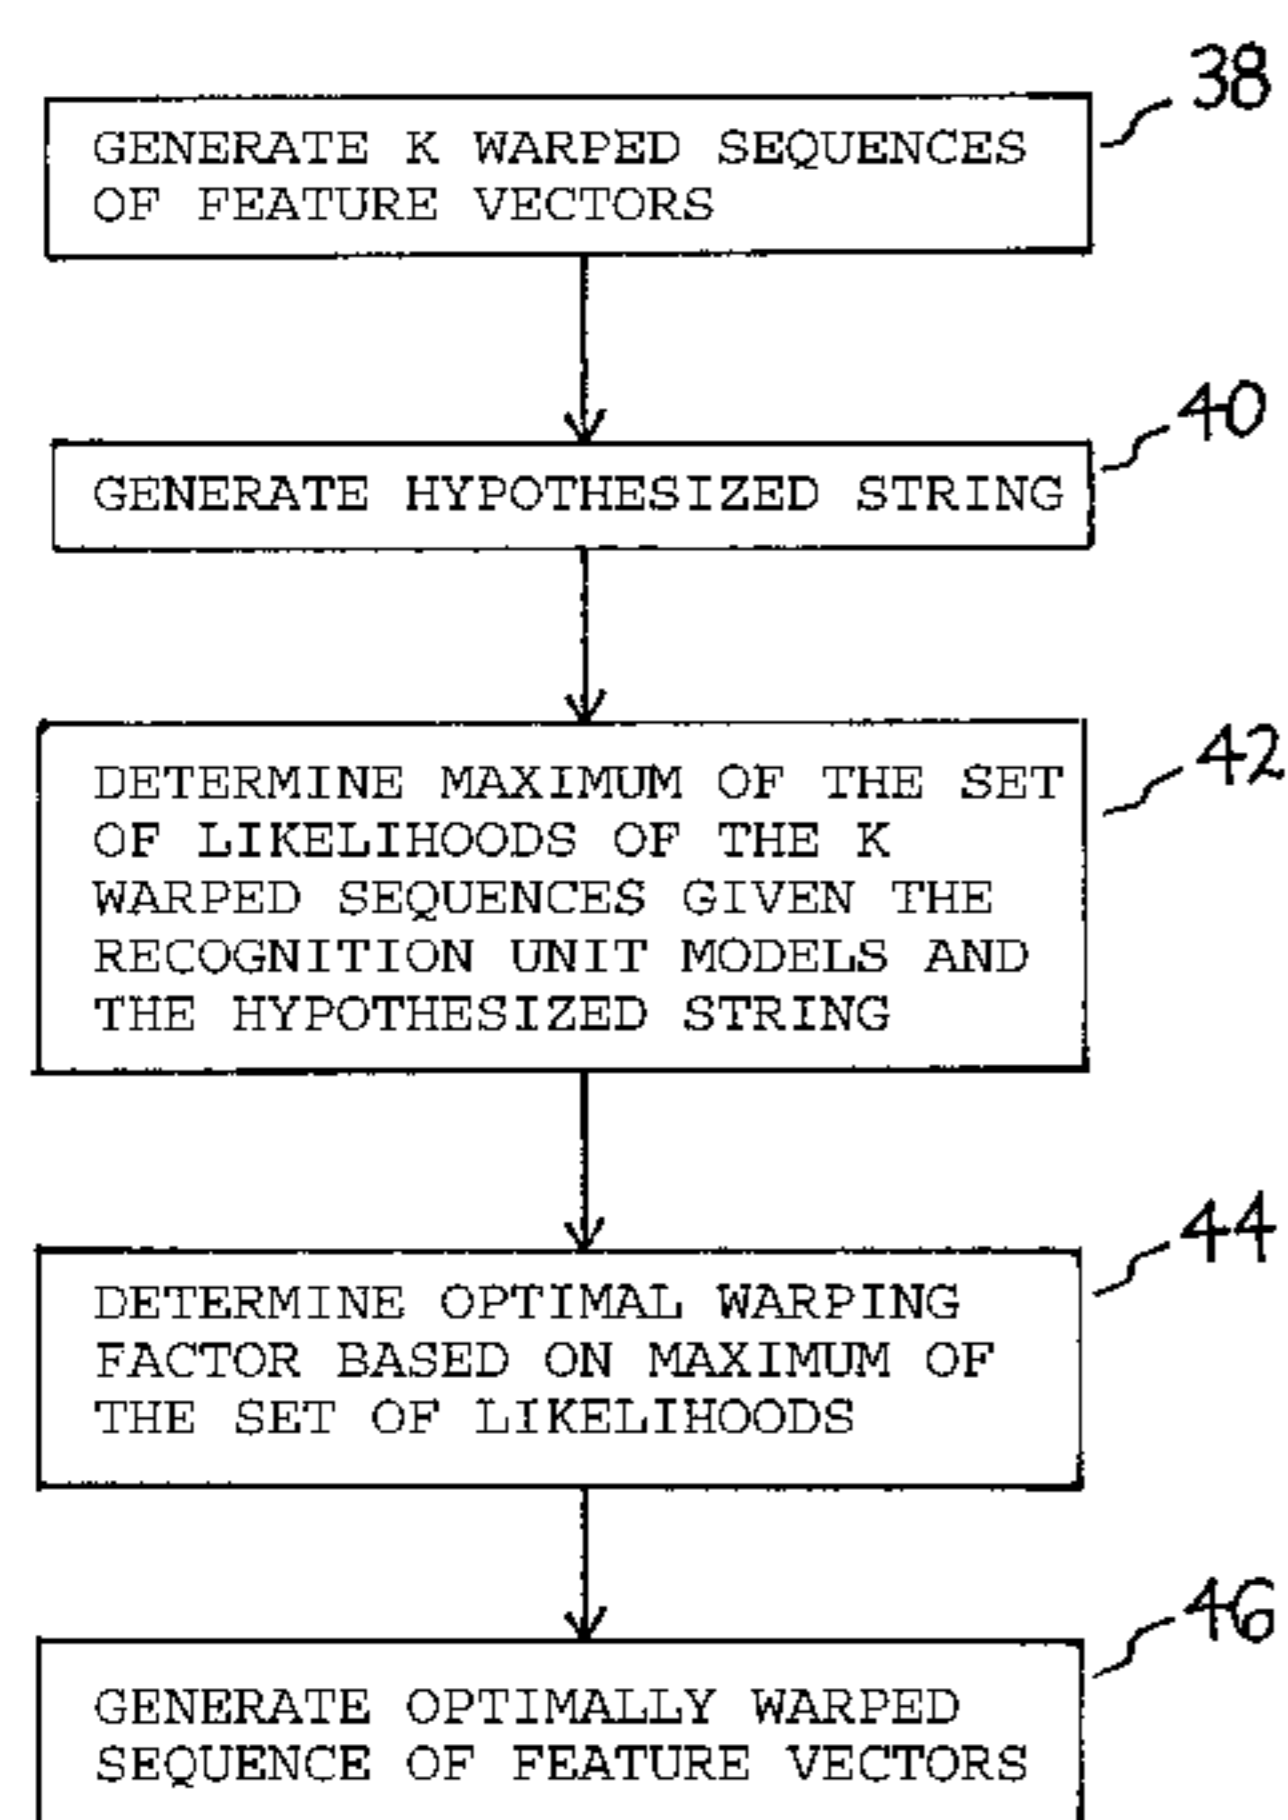 38
GENERATE K WARPED SEQUENCES
OF FEATURE VECTORS
40
GENERATE HYPOTHESIZED STRING
42
DETERMINE MAXIMUM OF THE SET
OF LIKELIHOODS OF THE K
WARPED SEQUENCES GIVEN THE
RECOGNITION UNIT MODELS AND
THE HYPOTHESIZED STRING
44
DETERMINE OPTIMAL WARPING
FACTOR BASED ON MAXIMUM OF
THE SET OF LIKELIHOODS
46
GENERATE OPTIMALLY WARPED
SEQUENCE OF FEATURE VECTORS